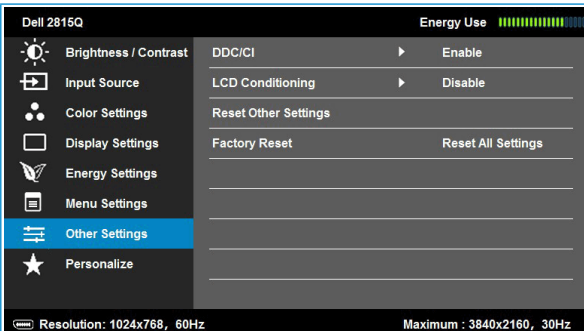 Dell 2815Q Energy Use
Brightness / Contrast DDC/CI Enable
Input Source LCD Conditioning Disable
Color Settings Reset Other Settings
Display Settings Factory Reset Reset All Settings
Energy Settings
Menu Settings
Other Settings
Personalize
Resolution: 1024x768, 60Hz Maximum : 3840x2160, 30Hz